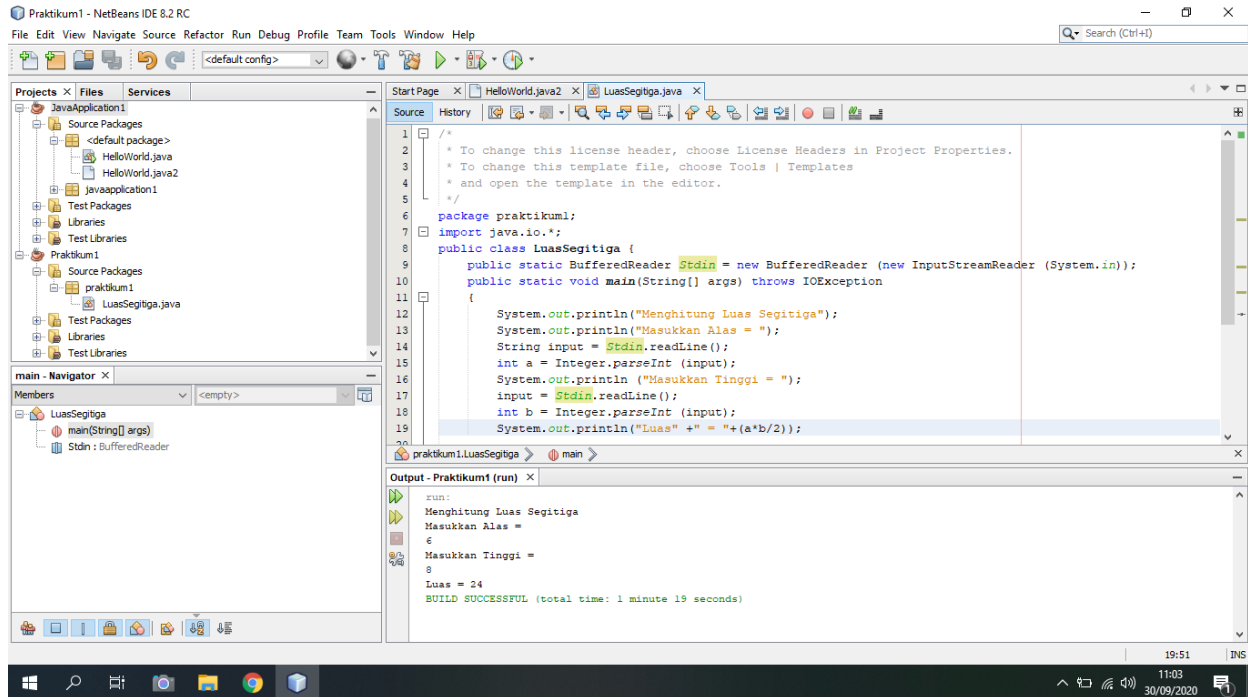 Praktikum1 - NetBeans IDE 8.2 RC
File Edit View Navigate Source Refactor Run Debug Profile Team Tools Window Help
Search (Ctrl+I)
<default config>
Projects Files Services
JavaApplication1
Source Packages
<default package>
HelloWorld.java
HelloWorld.java2
javaapplication1
Test Packages
Libraries
Test Libraries
Praktikum1
Source Packages
praktikum1
LuasSegitiga.java
Test Packages
Libraries
Test Libraries
main - Navigator
Members <empty>
LuasSegitiga
main(String[] args)
Stdin : BufferedReader
Start Page HelloWorld.java2 LuasSegitiga.java
Source History
1 /*
2 * To change this license header, choose License Headers in Project Properties.
3 * To change this template file, choose Tools | Templates
4 * and open the template in the editor.
5 */
6 package praktikum1;
7 import java.io.*;
8 public class LuasSegitiga {
9 public static BufferedReader Stdin = new BufferedReader (new InputStreamReader (System.in));
10 public static void main(String[] args) throws IOException
11 {
12 System.out.println("Menghitung Luas Segitiga");
13 System.out.println("Masukkan Alas = ");
14 String input = Stdin.readLine();
15 int a = Integer.parseInt (input);
16 System.out.println ("Masukkan Tinggi = ");
17 input = Stdin.readLine();
18 int b = Integer.parseInt (input);
19 System.out.println("Luas" +" = "+(a*b/2));
20
praktikum1.LuasSegitiga main
Output - Praktikum1 (run)
run:
Menghitung Luas Segitiga
Masukkan Alas =
6
Masukkan Tinggi =
8
Luas = 24
BUILD SUCCESSFUL (total time: 1 minute 19 seconds)
19:51 INS
11:03
30/09/2020
1